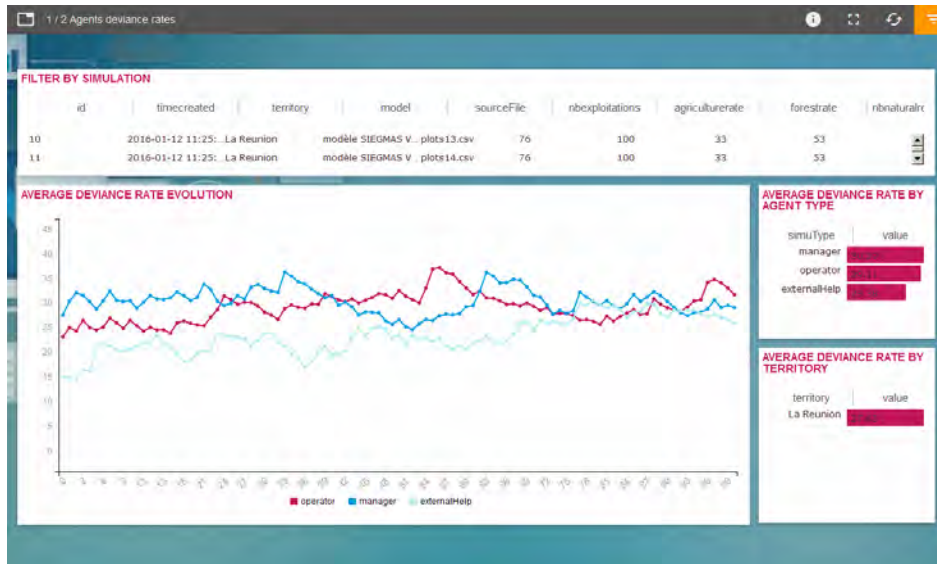 1 / 2 Agents deviance rates
FILTER BY SIMULATION
id timecreated territory model sourceFile nbexploitations agriculturerate forestrate nbnaturalre
10 2016-01-12 11:25:... La Reunion modèle SIEGMAS V... plots13.csv 76 100 33 53
11 2016-01-12 11:25:... La Reunion modèle SIEGMAS V... plots14.csv 76 100 33 53
AVERAGE DEVIANCE RATE EVOLUTION
45
40
35
30
25
20
15
10
5
0
operator manager externalHelp
AVERAGE DEVIANCE RATE BY
AGENT TYPE
simuType value
manager
operator
externalHelp
AVERAGE DEVIANCE RATE BY
TERRITORY
territory value
La Reunion